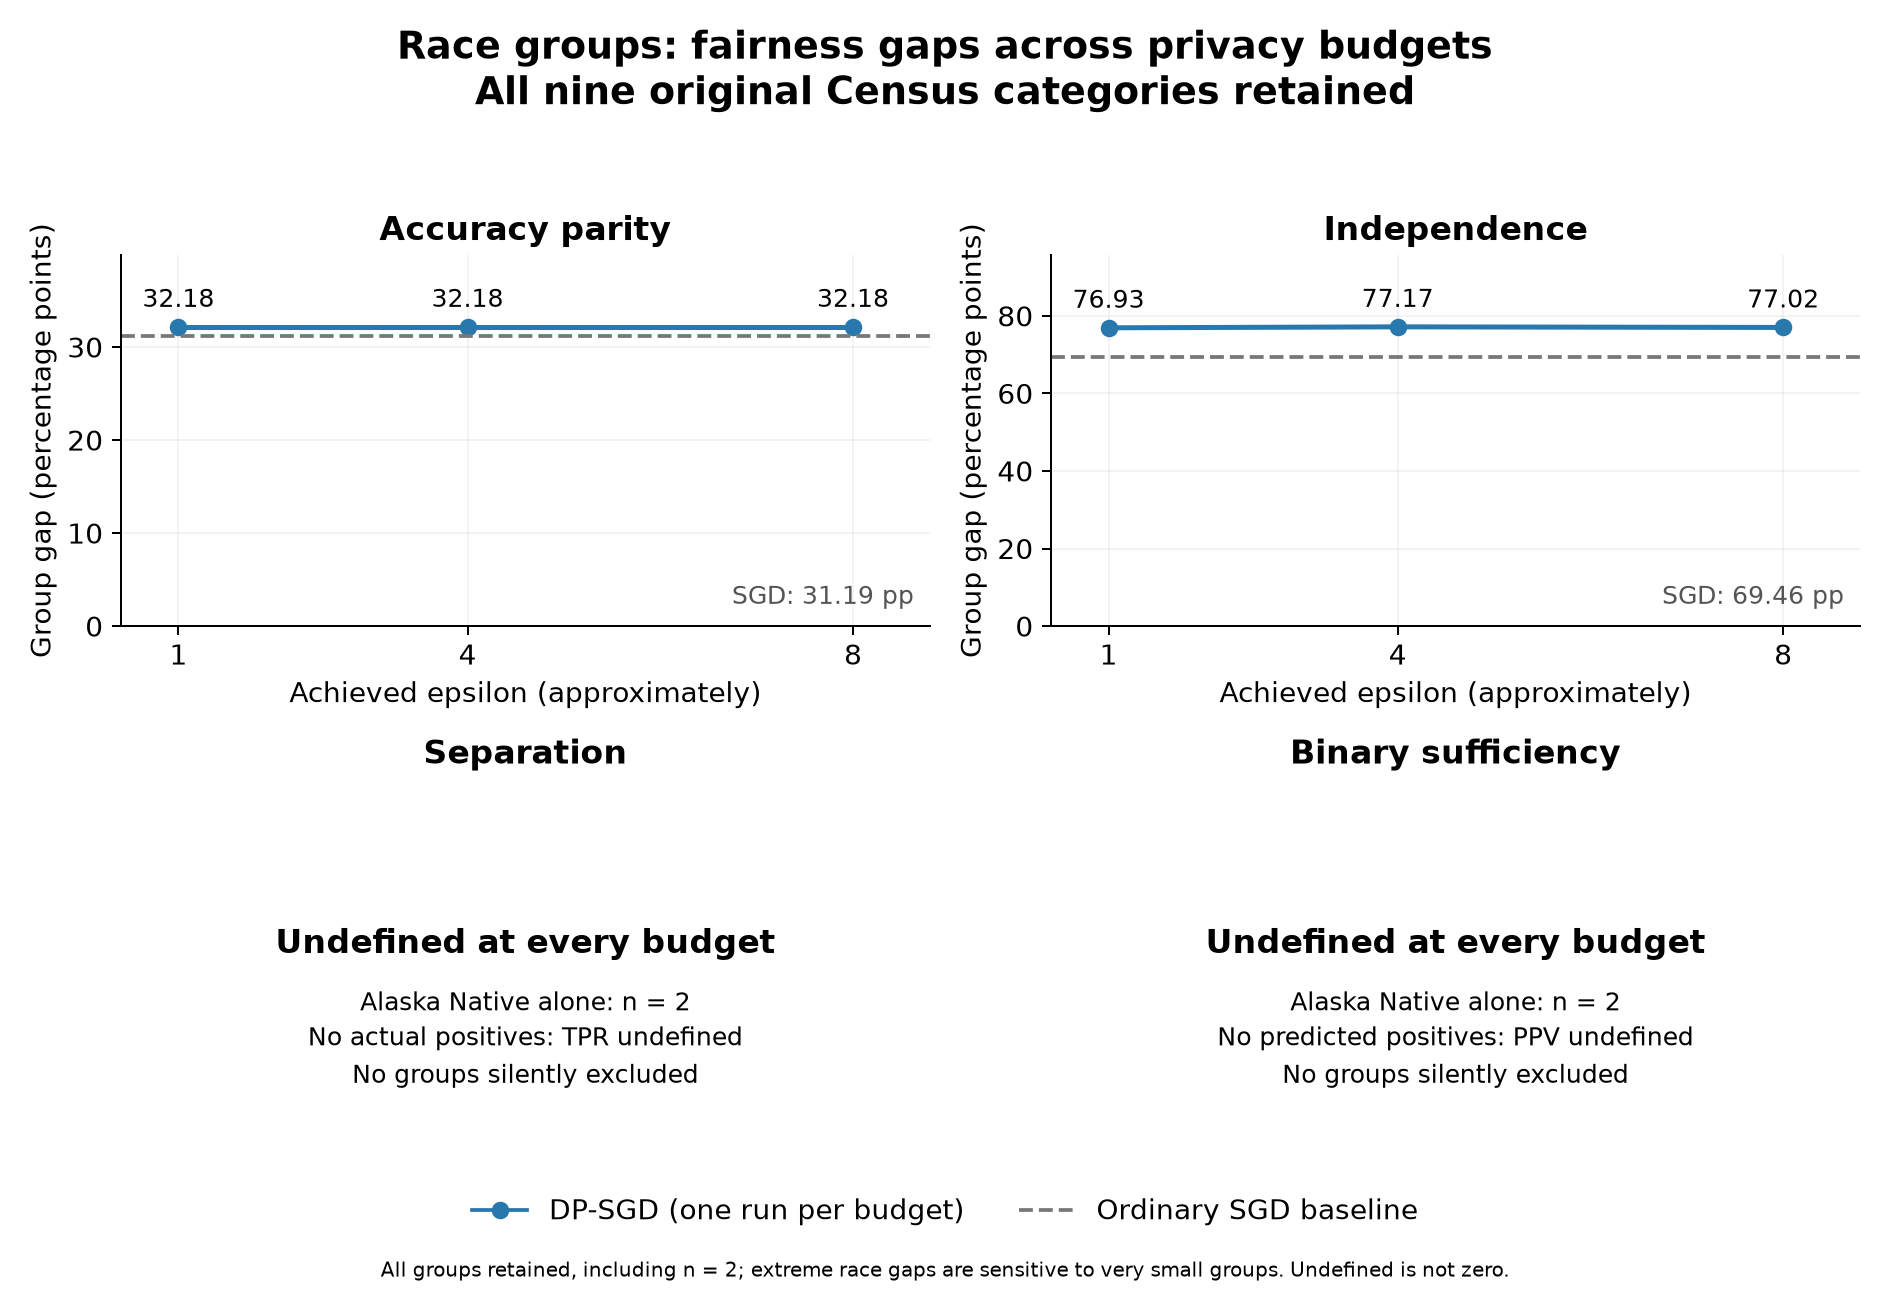 Race groups: fairness gaps across privacy budgets
All nine original Census categories retained
Accuracy parity
Group gap (percentage points)
32.18
32.18
32.18
30
20
10
0
SGD: 31.19 pp
1
4
8
Achieved epsilon (approximately)
Independence
Group gap (percentage points)
76.93
77.17
77.02
80
60
40
20
0
SGD: 69.46 pp
1
4
8
Achieved epsilon (approximately)
Separation
Undefined at every budget
Alaska Native alone: n = 2
No actual positives: TPR undefined
No groups silently excluded
Binary sufficiency
Undefined at every budget
Alaska Native alone: n = 2
No predicted positives: PPV undefined
No groups silently excluded
DP-SGD (one run per budget)
Ordinary SGD baseline
All groups retained, including n = 2; extreme race gaps are sensitive to very small groups. Undefined is not zero.